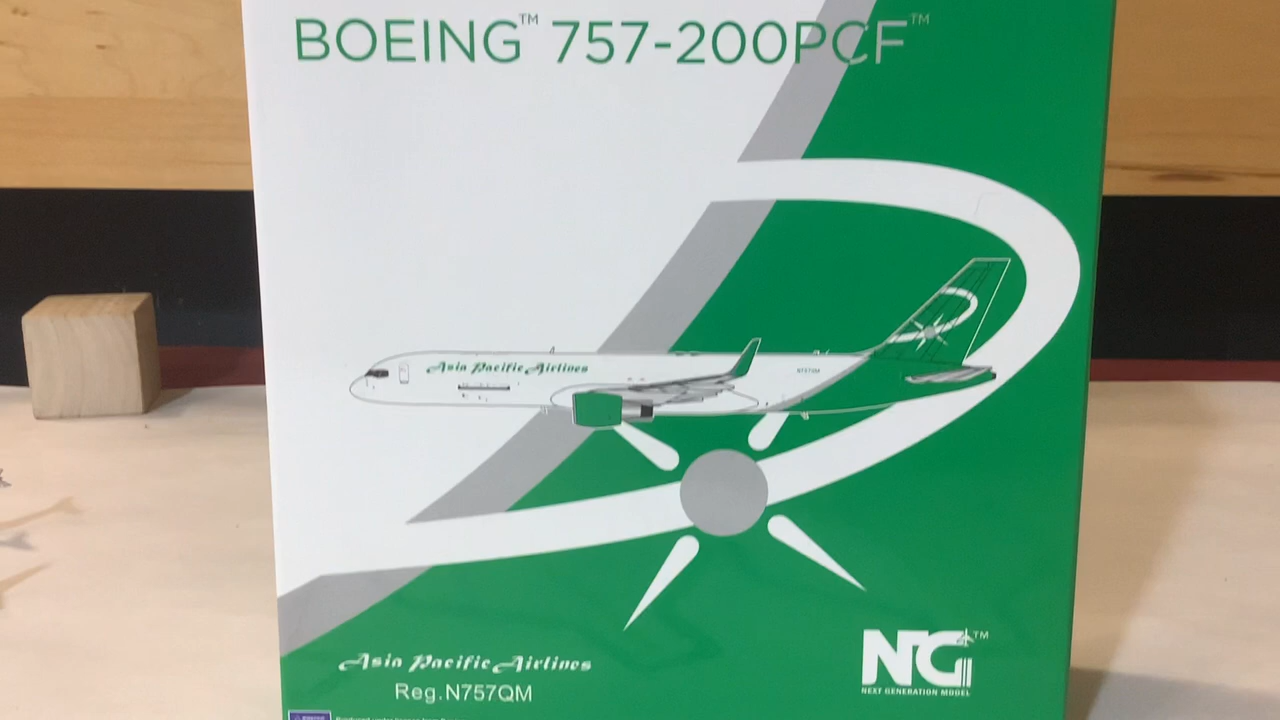 BOEING™ 757-200PCF™
Asia Pacific Airlines
N757QM
Asia Pacific Airlines
Reg.N757QM
NG™
NEXT GENERATION MODEL